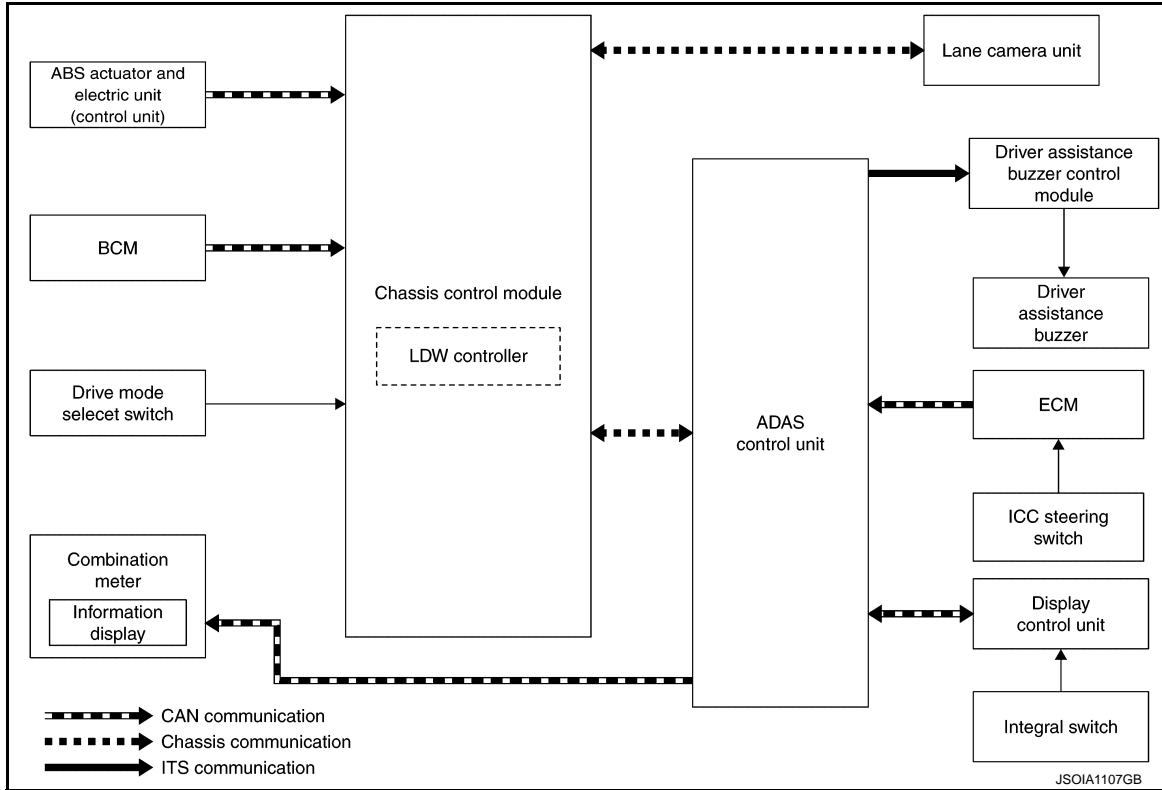 ABS actuator and
electric unit
(control unit)
BCM
Drive mode
selecet switch
Combination
meter
Information
display
Chassis control module
LDW controller
ADAS
control unit
Lane camera unit
Driver assistance
buzzer control
module
Driver
assistance
buzzer
ECM
ICC steering
switch
Display
control unit
Integral switch
CAN communication
Chassis communication
ITS communication
JSOIA1107GB